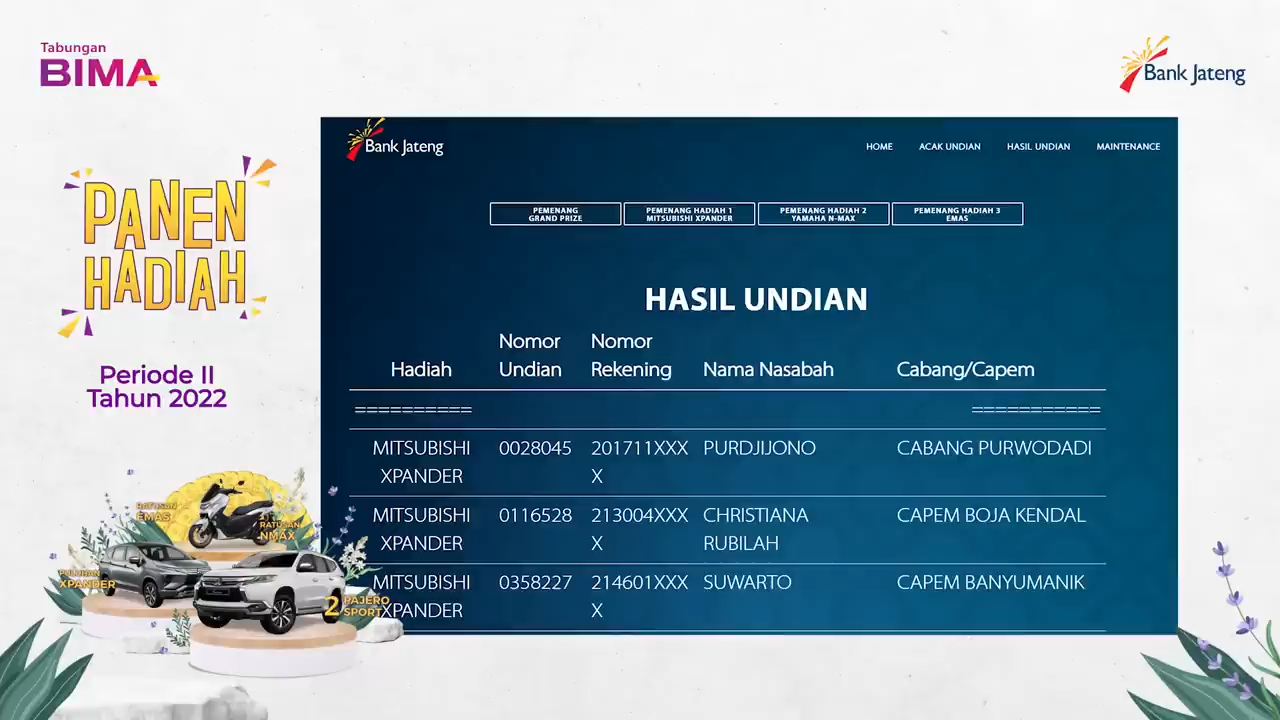 Tabungan
BIMA
Bank Jateng
PANEN
HADIAH
Periode II
Tahun 2022
RATUSAN
EMAS
RATUSAN
NMAX
PULUHAN
XPANDER
2 PAJERO
SPORT
Bank Jateng
HOME ACAK UNDIAN HASIL UNDIAN MAINTENANCE
PEMENANG GRAND PRIZE
PEMENANG HADIAH 1 MITSUBISHI XPANDER
PEMENANG HADIAH 2 YAMAHA N-MAX
PEMENANG HADIAH 3 EMAS
HASIL UNDIAN
Hadiah Nomor Undian Nomor Rekening Nama Nasabah Cabang/Capem
========== ===========
MITSUBISHI 0028045 201711XXX PURDJIJONO CABANG PURWODADI
XPANDER X
MITSUBISHI 0116528 213004XXX CHRISTIANA CAPEM BOJA KENDAL
XPANDER X RUBILAH
MITSUBISHI 0358227 214601XXX SUWARTO CAPEM BANYUMANIK
XPANDER X